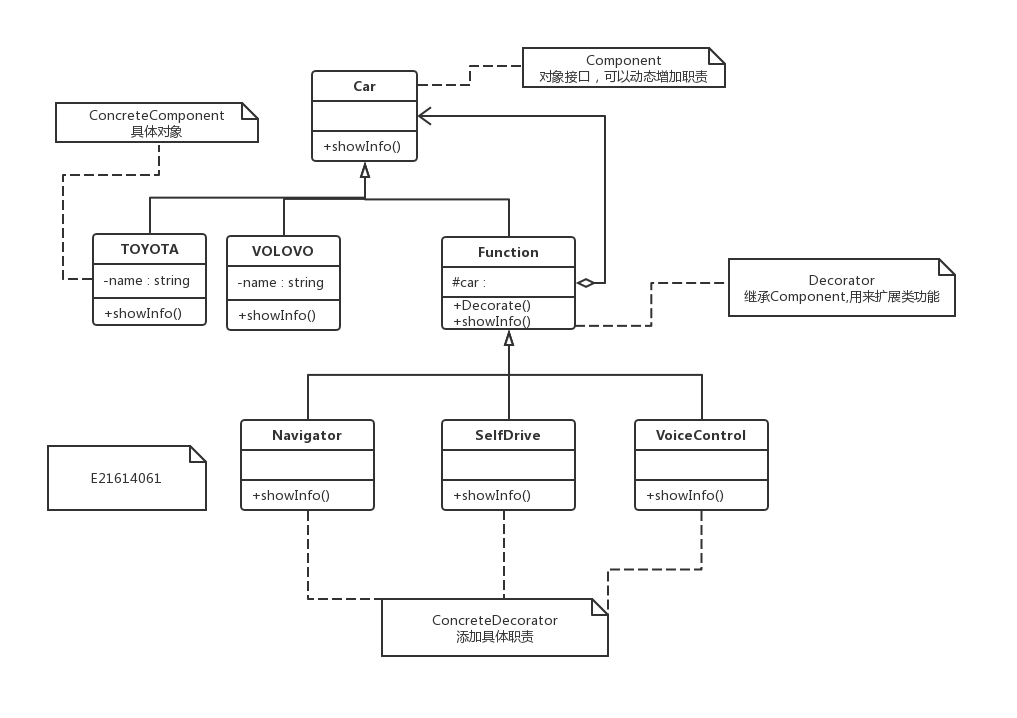 Component
对象接口，可以动态增加职责
Car
+showInfo()
ConcreteComponent
具体对象
TOYOTA
-name : string
+showInfo()
VOLOVO
-name : string
+showInfo()
Function
#car :
+Decorate()
+showInfo()
Decorator
继承Component,用来扩展类功能
Navigator
+showInfo()
SelfDrive
+showInfo()
VoiceControl
+showInfo()
E21614061
ConcreteDecorator
添加具体职责